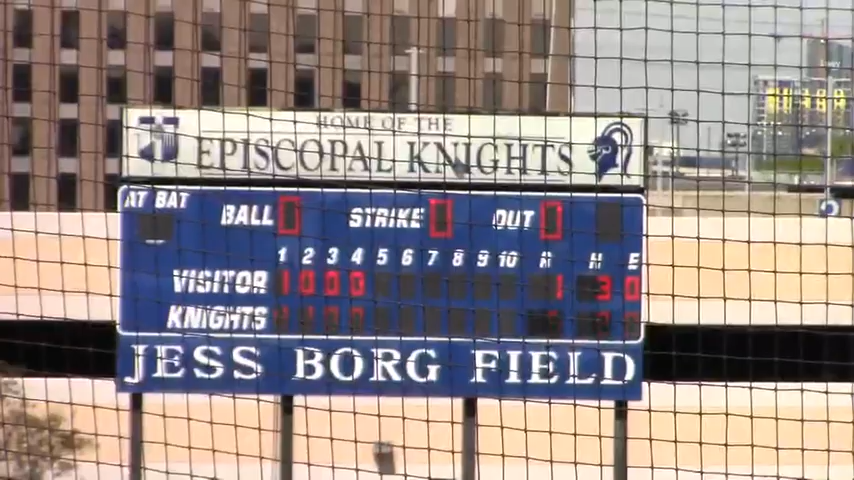 HOME OF THE
EPISCOPAL KNIGHTS
AT BAT BALL 0 STRIKE 0 OUT 0
1 2 3 4 5 6 7 8 9 10 R H E
VISITOR 1 0 0 0 1 3 0
KNIGHTS
JESS BORG FIELD